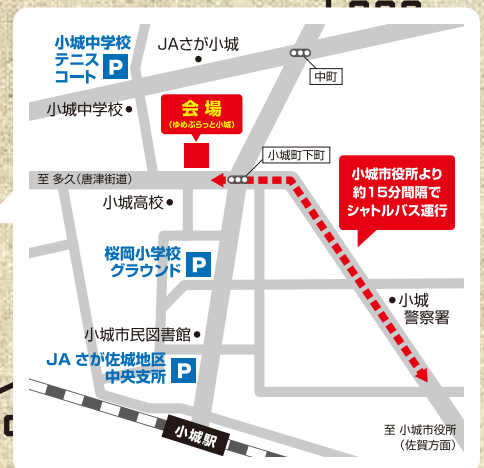 小城中学校
テニス
コート
P
JAさが小城
中町
小城中学校
会場
(ゆめぷらっと小城)
小城町下町
至 多久(唐津街道)
小城市役所より
約15分間隔で
シャトルバス運行
小城高校
桜岡小学校
グラウンド
P
小城
警察署
小城市民図書館
JA さが佐城地区
中央支所
P
小城駅
至 小城市役所
(佐賀方面)